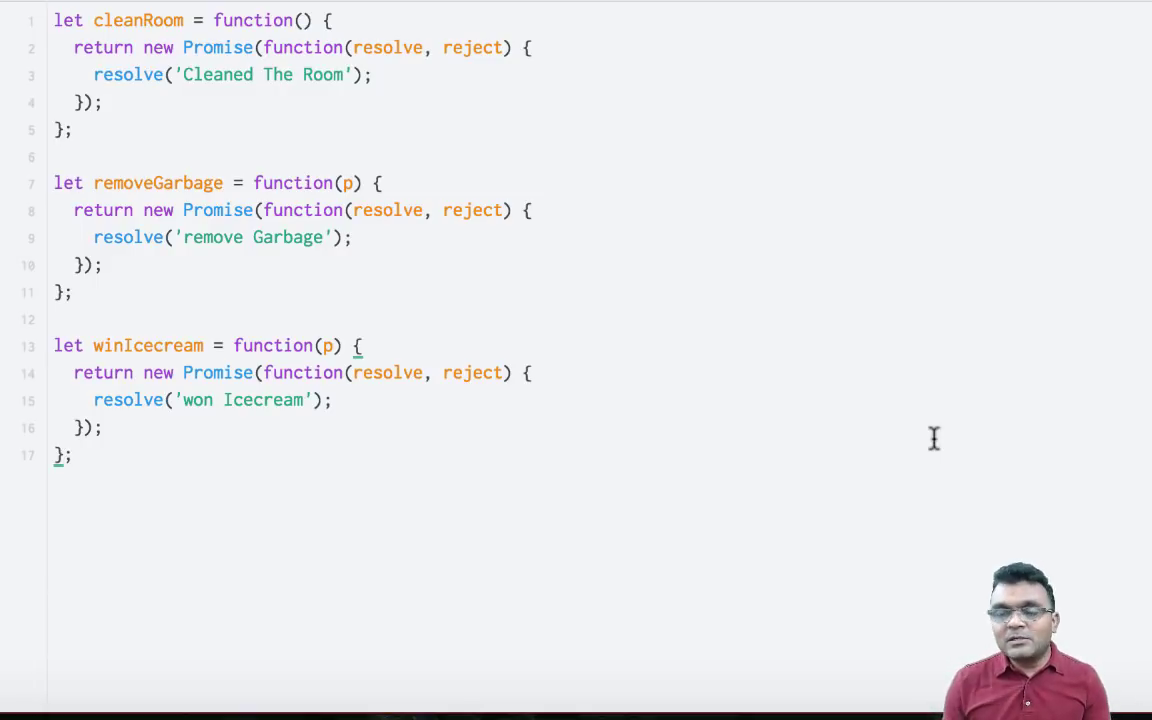 1 let cleanRoom = function() {
2 return new Promise(function(resolve, reject) {
3 resolve('Cleaned The Room');
4 });
5 };
6
7 let removeGarbage = function(p) {
8 return new Promise(function(resolve, reject) {
9 resolve('remove Garbage');
10 });
11 };
12
13 let winIcecream = function(p) {
14 return new Promise(function(resolve, reject) {
15 resolve('won Icecream');
16 });
17 };